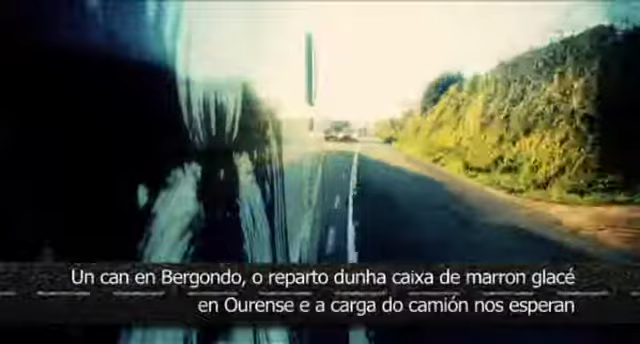 Un can en Bergondo, o reparto dunha caixa de marron glacé
en Ourense e a carga do camión nos esperan